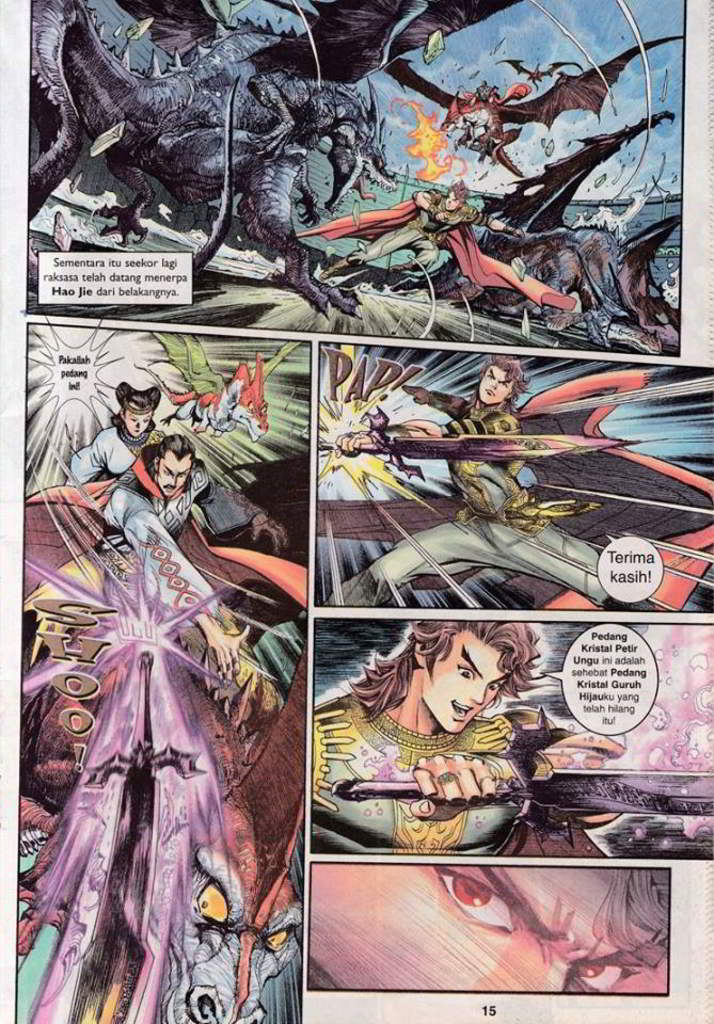 Sementara itu seekor lagi
raksasa telah datang menerpa
Hao Jie dari belakangnya.
Pakailah
pedang
ini!
PAP!
Terima
kasih!
SUOO!
Pedang
Kristal Petir
Ungu ini adalah
sehebat Pedang
Kristal Guruh
Hijauku yang
telah hilang
itu!
15